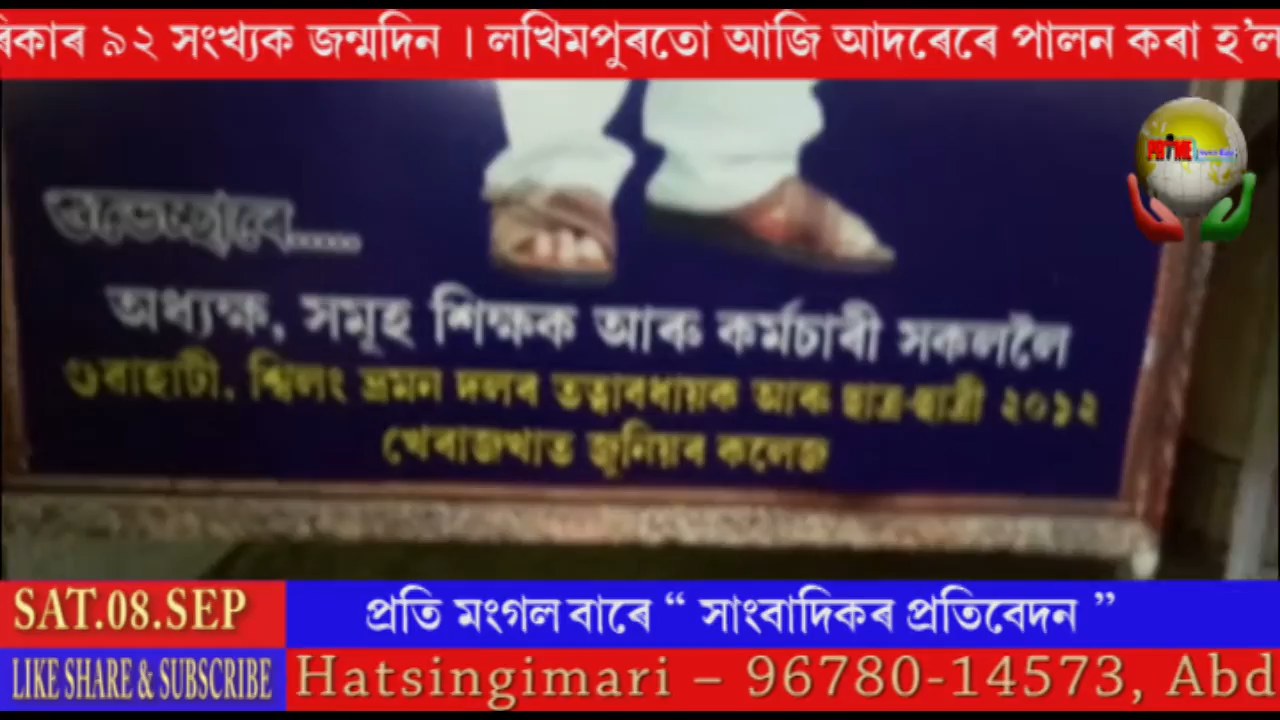 ৰিকাৰ ৯২ সংখ্যক জন্মদিন । লখিমপুৰতো আজি আদৰেৰে পালন কৰা হ'ল
PRIME
শুভেচ্ছাৰে.....
অধ্যক্ষ, সমূহ শিক্ষক আৰু কৰ্মচাৰী সকললৈ
গুৱাহাটী, শ্বিলং ভ্ৰমন দলৰ তত্বাৱধায়ক আৰু ছাত্ৰ-ছাত্ৰী ২০১২
খেৰাজখাত জুনিয়ৰ কলেজ
SAT.08.SEP
প্ৰতি মংগল বাৰে “ সাংবাদিকৰ প্ৰতিবেদন ”
LIKE SHARE & SUBSCRIBE
Hatsingimari – 96780-14573, Abd